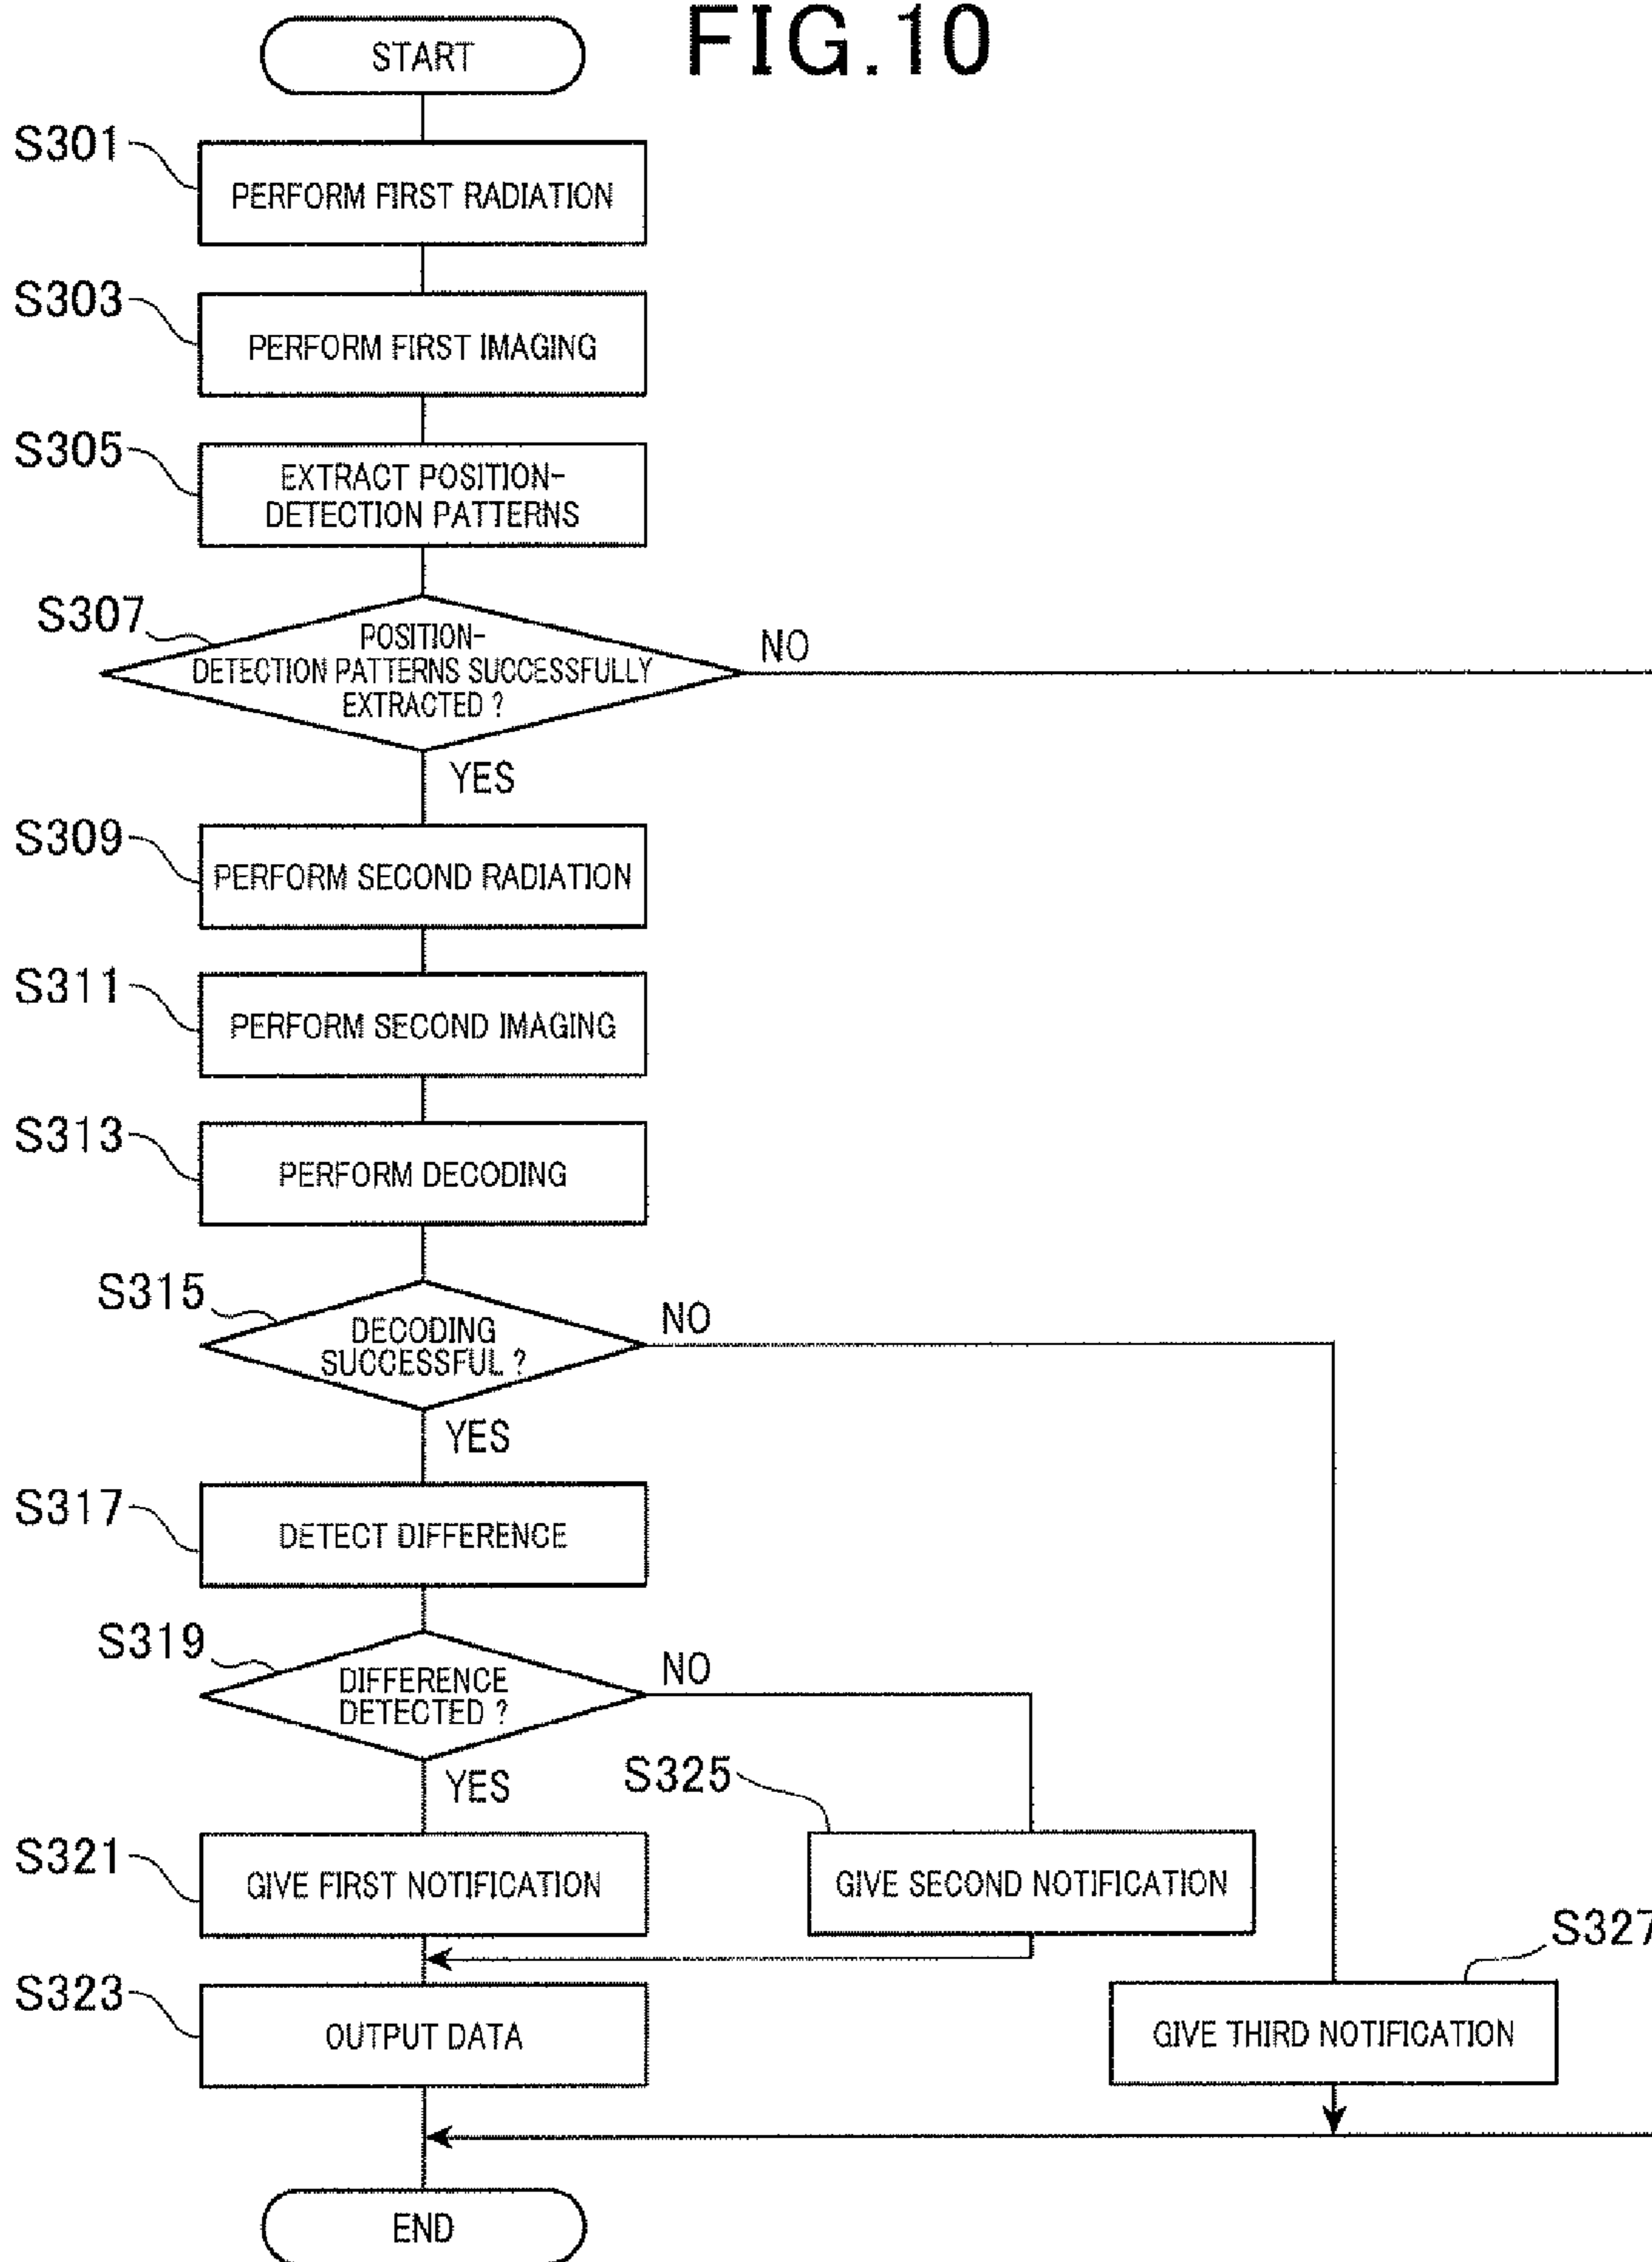 FIG.10
START
S301
PERFORM FIRST RADIATION
S303
PERFORM FIRST IMAGING
S305
EXTRACT POSITION-
DETECTION PATTERNS
S307
POSITION-
DETECTION PATTERNS SUCCESSFULLY
EXTRACTED ?
NO
YES
S309
PERFORM SECOND RADIATION
S311
PERFORM SECOND IMAGING
S313
PERFORM DECODING
S315
DECODING
SUCCESSFUL ?
NO
YES
S317
DETECT DIFFERENCE
S319
DIFFERENCE
DETECTED ?
NO
YES
S325
S321
GIVE FIRST NOTIFICATION
GIVE SECOND NOTIFICATION
S327
S323
OUTPUT DATA
GIVE THIRD NOTIFICATION
END